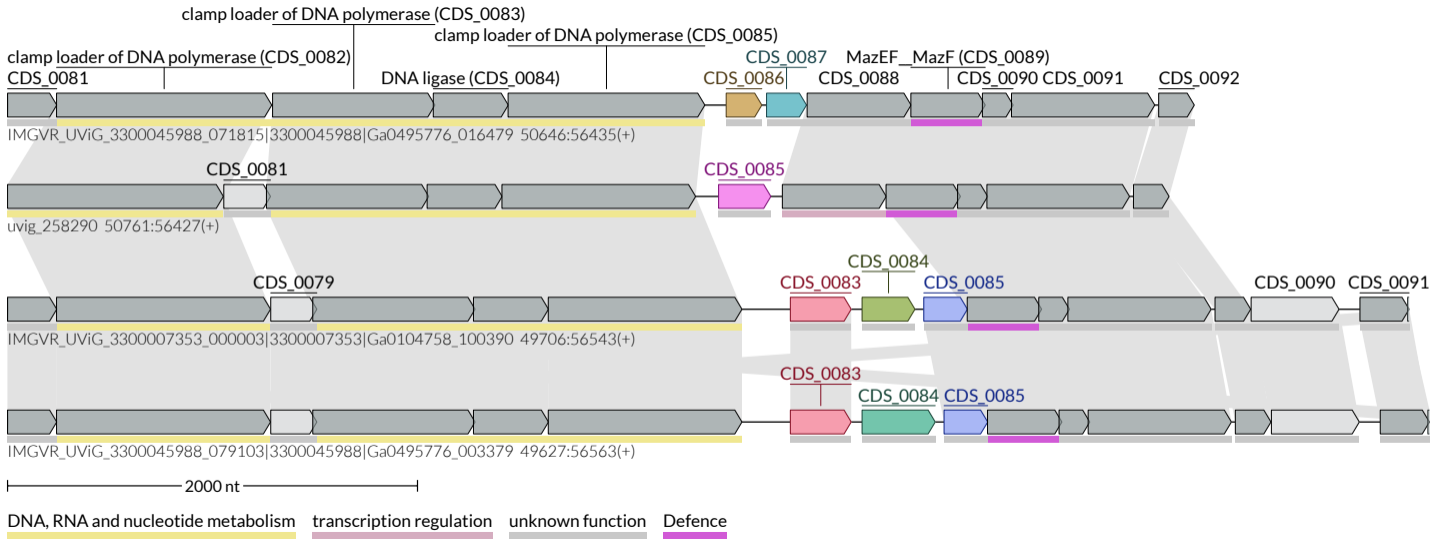 clamp loader of DNA polymerase (CDS_0083)
clamp loader of DNA polymerase (CDS_0085)
clamp loader of DNA polymerase (CDS_0082) CDS_0087 MazEF__MazF (CDS_0089)
CDS_0081 DNA ligase (CDS_0084) CDS_0086 CDS_0088 CDS_0090 CDS_0091 CDS_0092
IMGVR_UViG_3300045988_071815|3300045988|Ga0495776_016479 50646:56435(+)
CDS_0081 CDS_0085
uvig_258290 50761:56427(+)
CDS_0084
CDS_0079 CDS_0083 CDS_0085 CDS_0090 CDS_0091
IMGVR_UViG_3300007353_000003|3300007353|Ga0104758_100390 49706:56543(+)
CDS_0083
CDS_0084 CDS_0085
IMGVR_UViG_3300045988_079103|3300045988|Ga0495776_003379 49627:56563(+)
2000 nt
DNA, RNA and nucleotide metabolism transcription regulation unknown function Defence